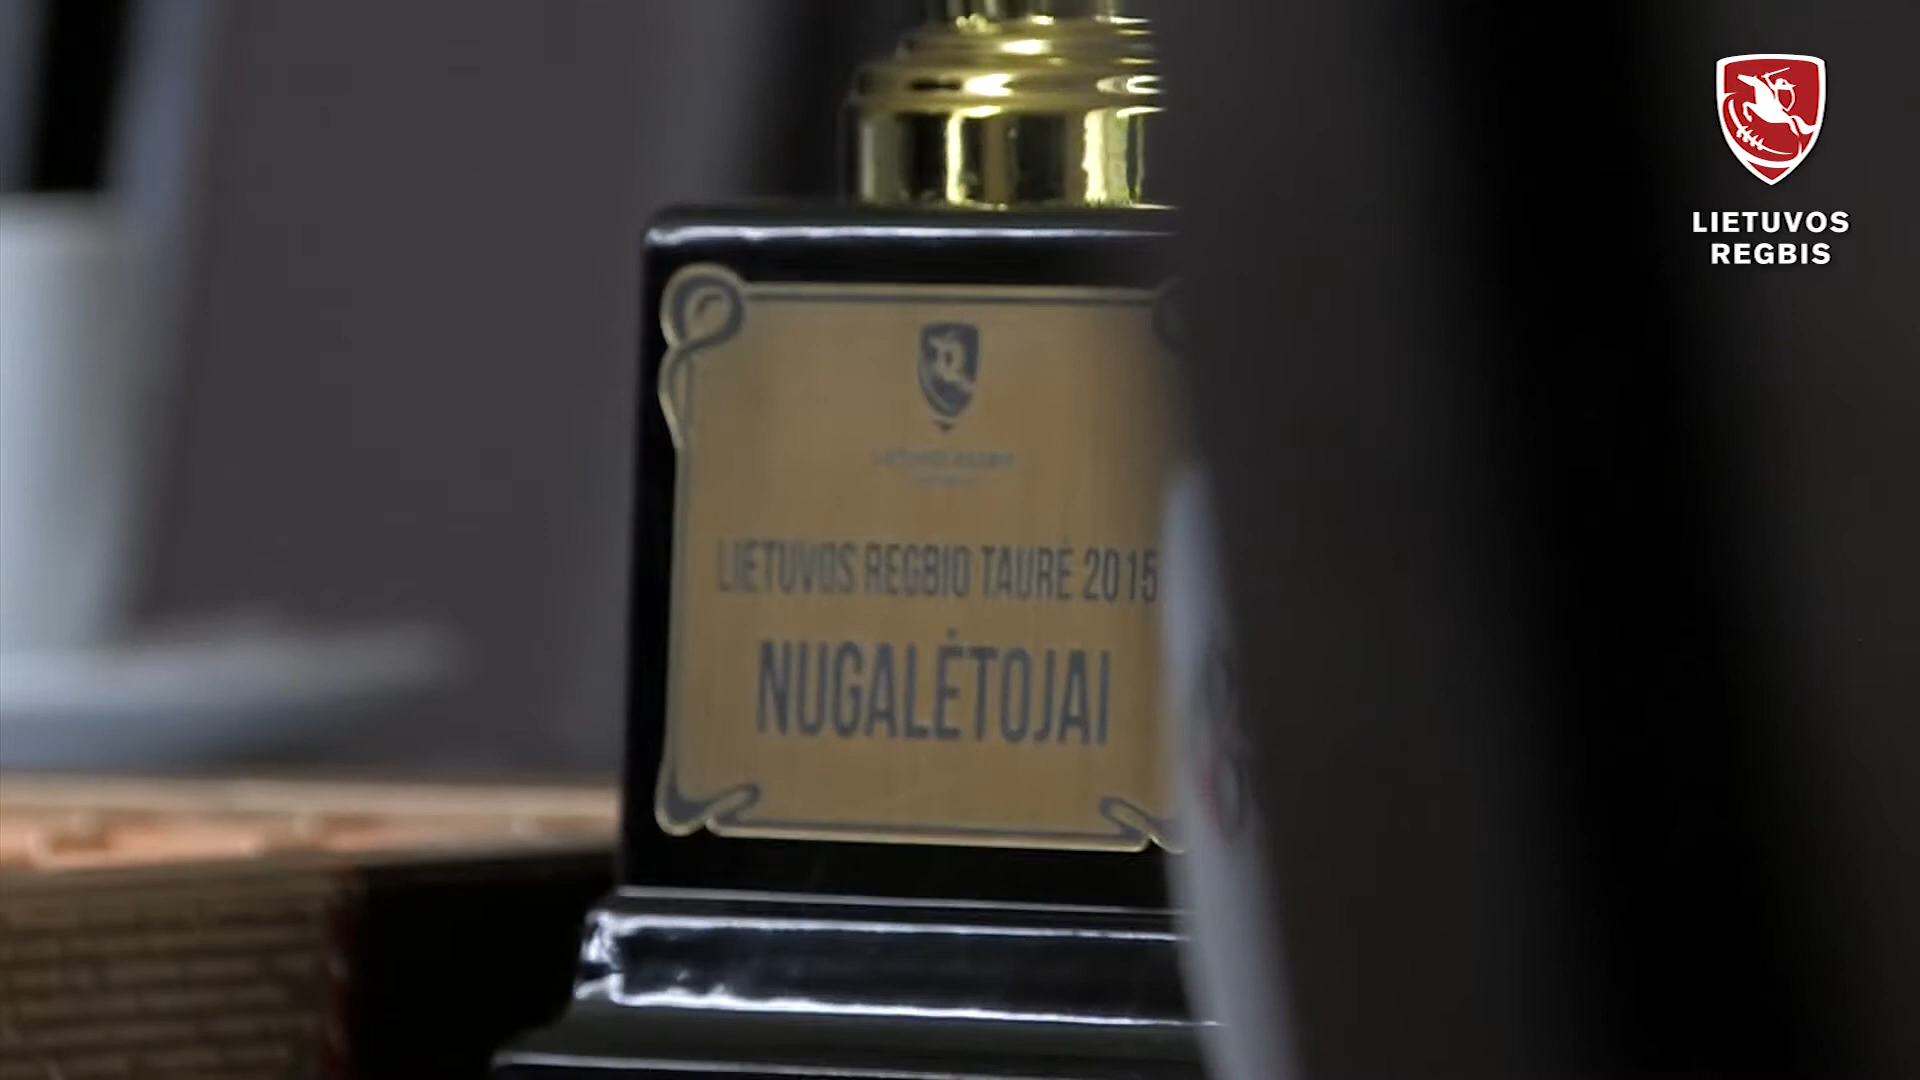 LIETUVOS
REGBIS
LIETUVOS REGBIO TAURĖ 2015
NUGALĖTOJAI